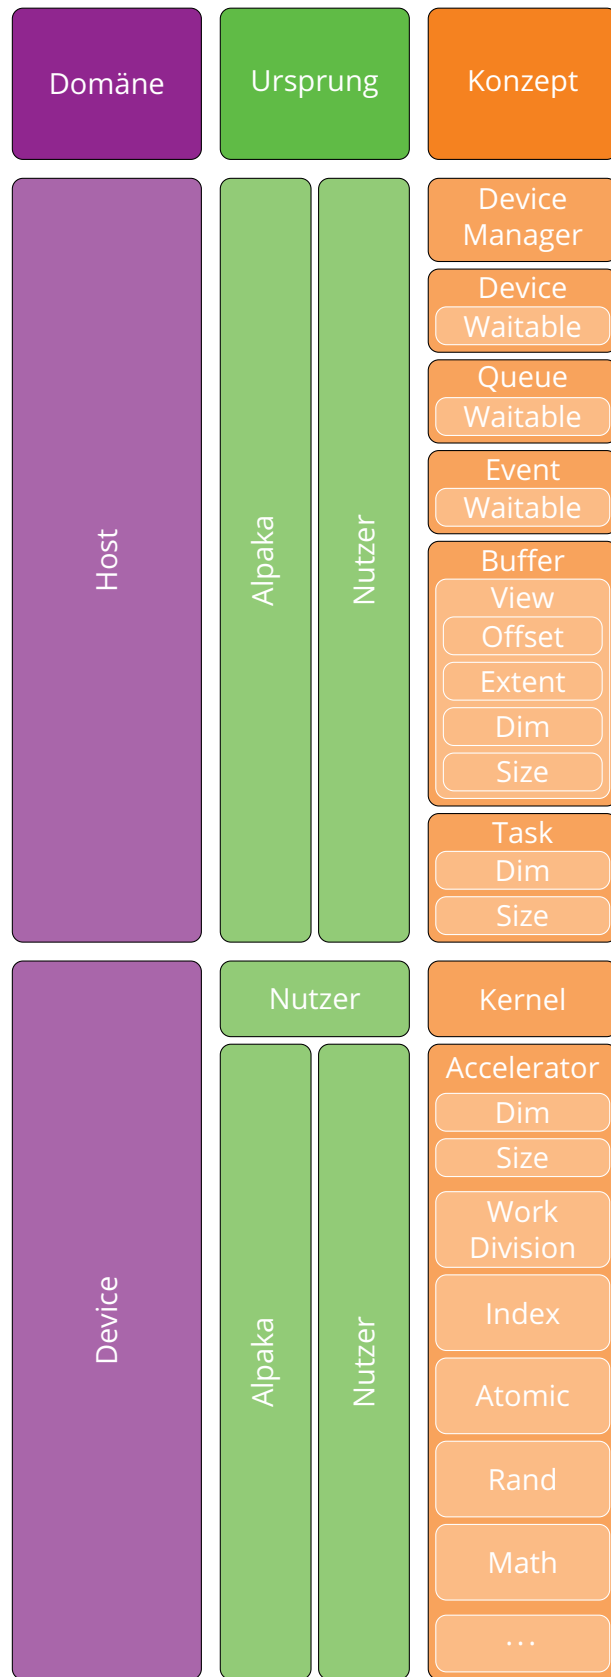 Domäne
Ursprung
Konzept
Host
Alpaka
Nutzer
Device
Manager
Device
Waitable
Queue
Waitable
Event
Waitable
Buffer
View
Offset
Extent
Dim
Size
Task
Dim
Size
Device
Nutzer
Kernel
Alpaka
Nutzer
Accelerator
Dim
Size
Work
Division
Index
Atomic
Rand
Math
...